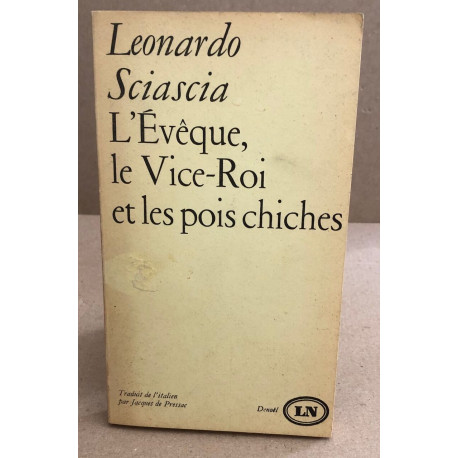 Leonardo
Sciascia
L'Évêque,
le Vice-Roi
et les pois chiches
Traduit de l'italien
par Jacques de Pressac
Denoël
LN